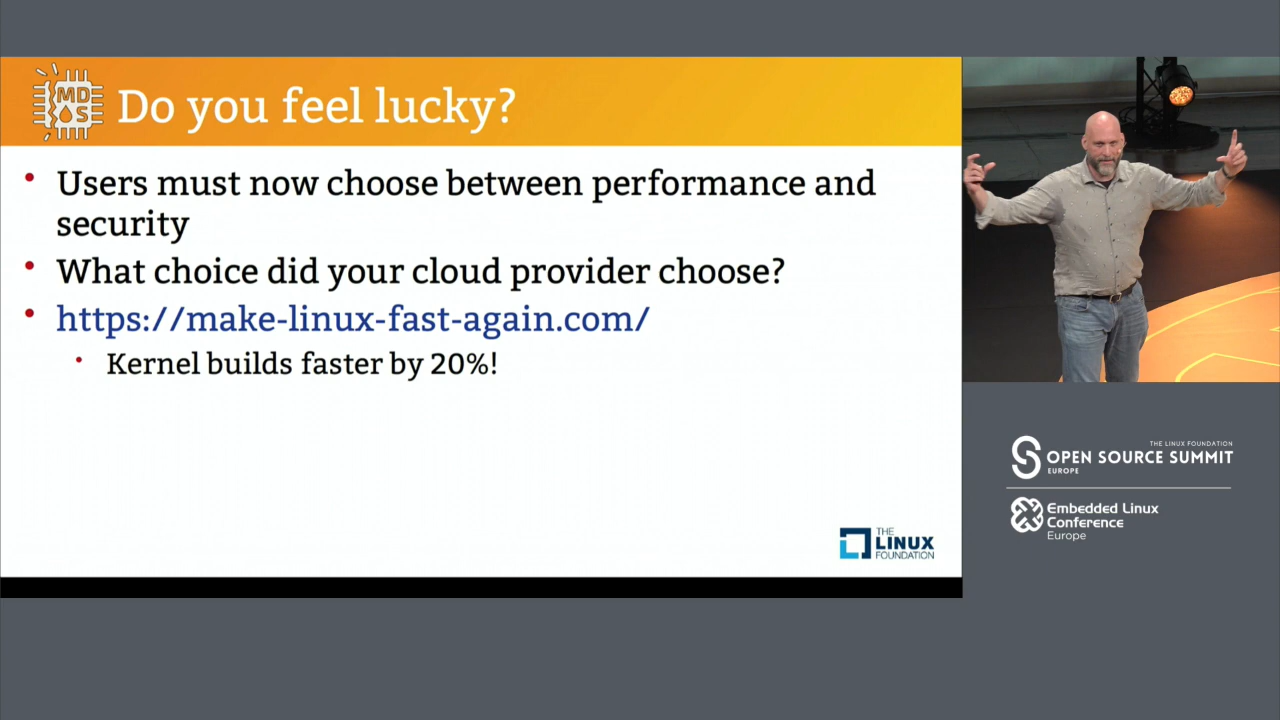 MD
S
Do you feel lucky?
Users must now choose between performance and
security
What choice did your cloud provider choose?
https://make-linux-fast-again.com/
Kernel builds faster by 20%!
THE
LINUX
FOUNDATION
THE LINUX FOUNDATION
OPEN SOURCE SUMMIT
EUROPE
Embedded Linux
Conference
Europe